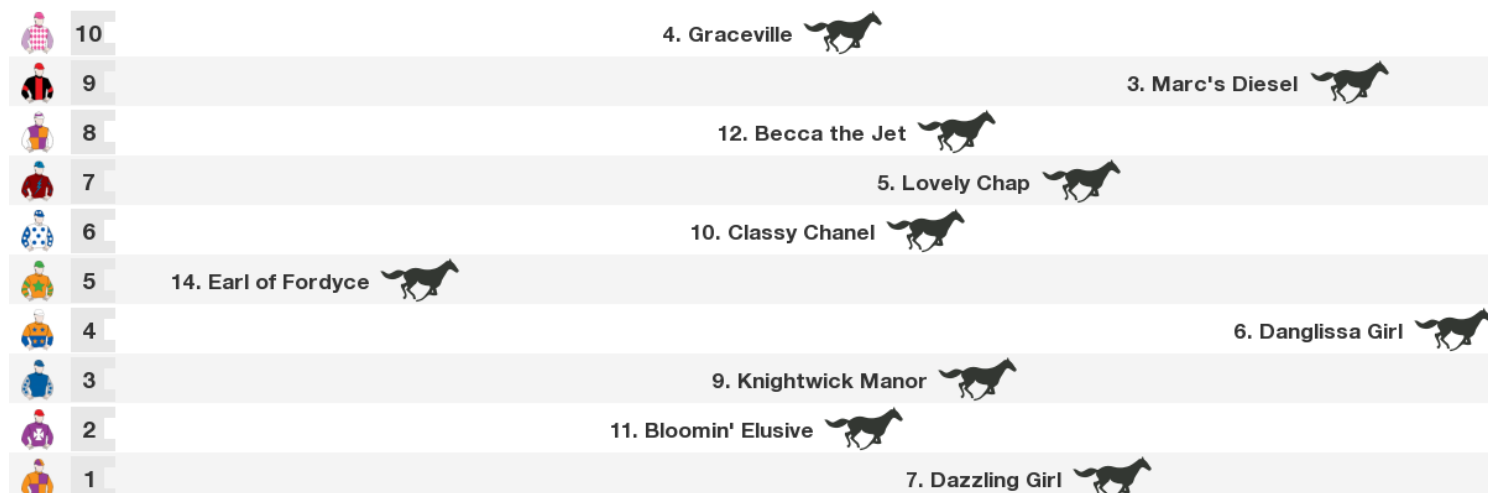 10 4. Graceville
9 3. Marc's Diesel
8 12. Becca the Jet
7 5. Lovely Chap
6 10. Classy Chanel
5 14. Earl of Fordyce
4 6. Danglissa Girl
3 9. Knightwick Manor
2 11. Bloomin' Elusive
1 7. Dazzling Girl